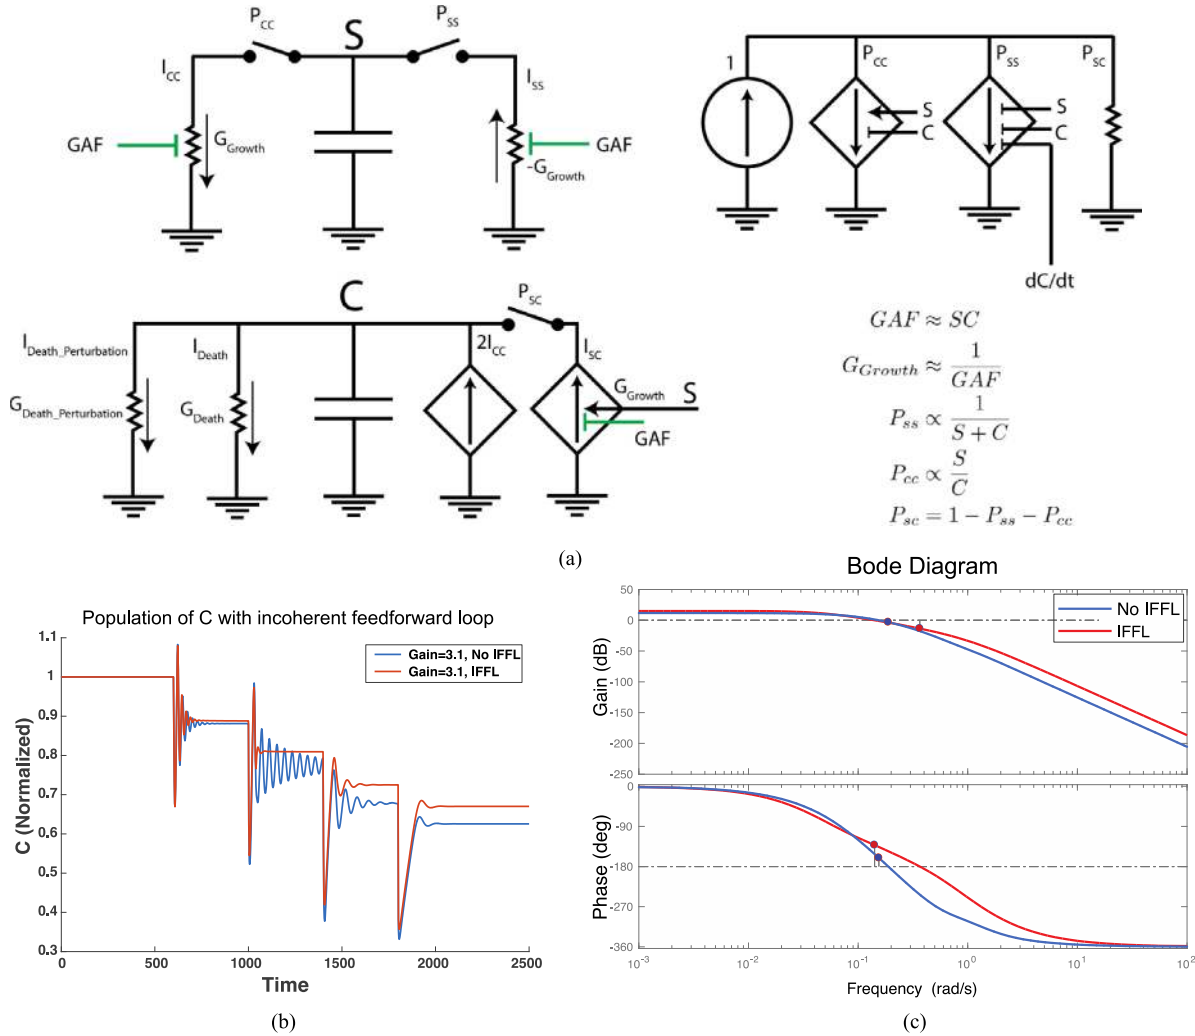 P_CC
S
P_SS
I_CC
I_SS
GAF
G_Growth
-G_Growth
GAF
1
P_CC
P_SS
P_SC
S
C
S
C
dC/dt
C
P_SC
I_Death_Perturbation
I_Death
2I_CC
I_SC
G_Death_Perturbation
G_Death
G_Growth
S
GAF
GAF ≈ SC
G_Growth ≈ 1/GAF
P_ss ∝ 1/(S + C)
P_cc ∝ S/C
P_sc = 1 − P_ss − P_cc
(a)
Population of C with incoherent feedforward loop
Gain=3.1, No IFFL
Gain=3.1, IFFL
C (Normalized)
1.1
1
0.9
0.8
0.7
0.6
0.5
0.4
0.3
0 500 1000 1500 2000 2500
Time
(b)
Bode Diagram
No IFFL
IFFL
Gain (dB)
50
0
-50
-100
-150
-200
-250
Phase (deg)
0
-90
-180
-270
-360
10^-3 10^-2 10^-1 10^0 10^1 10^2
Frequency (rad/s)
(c)